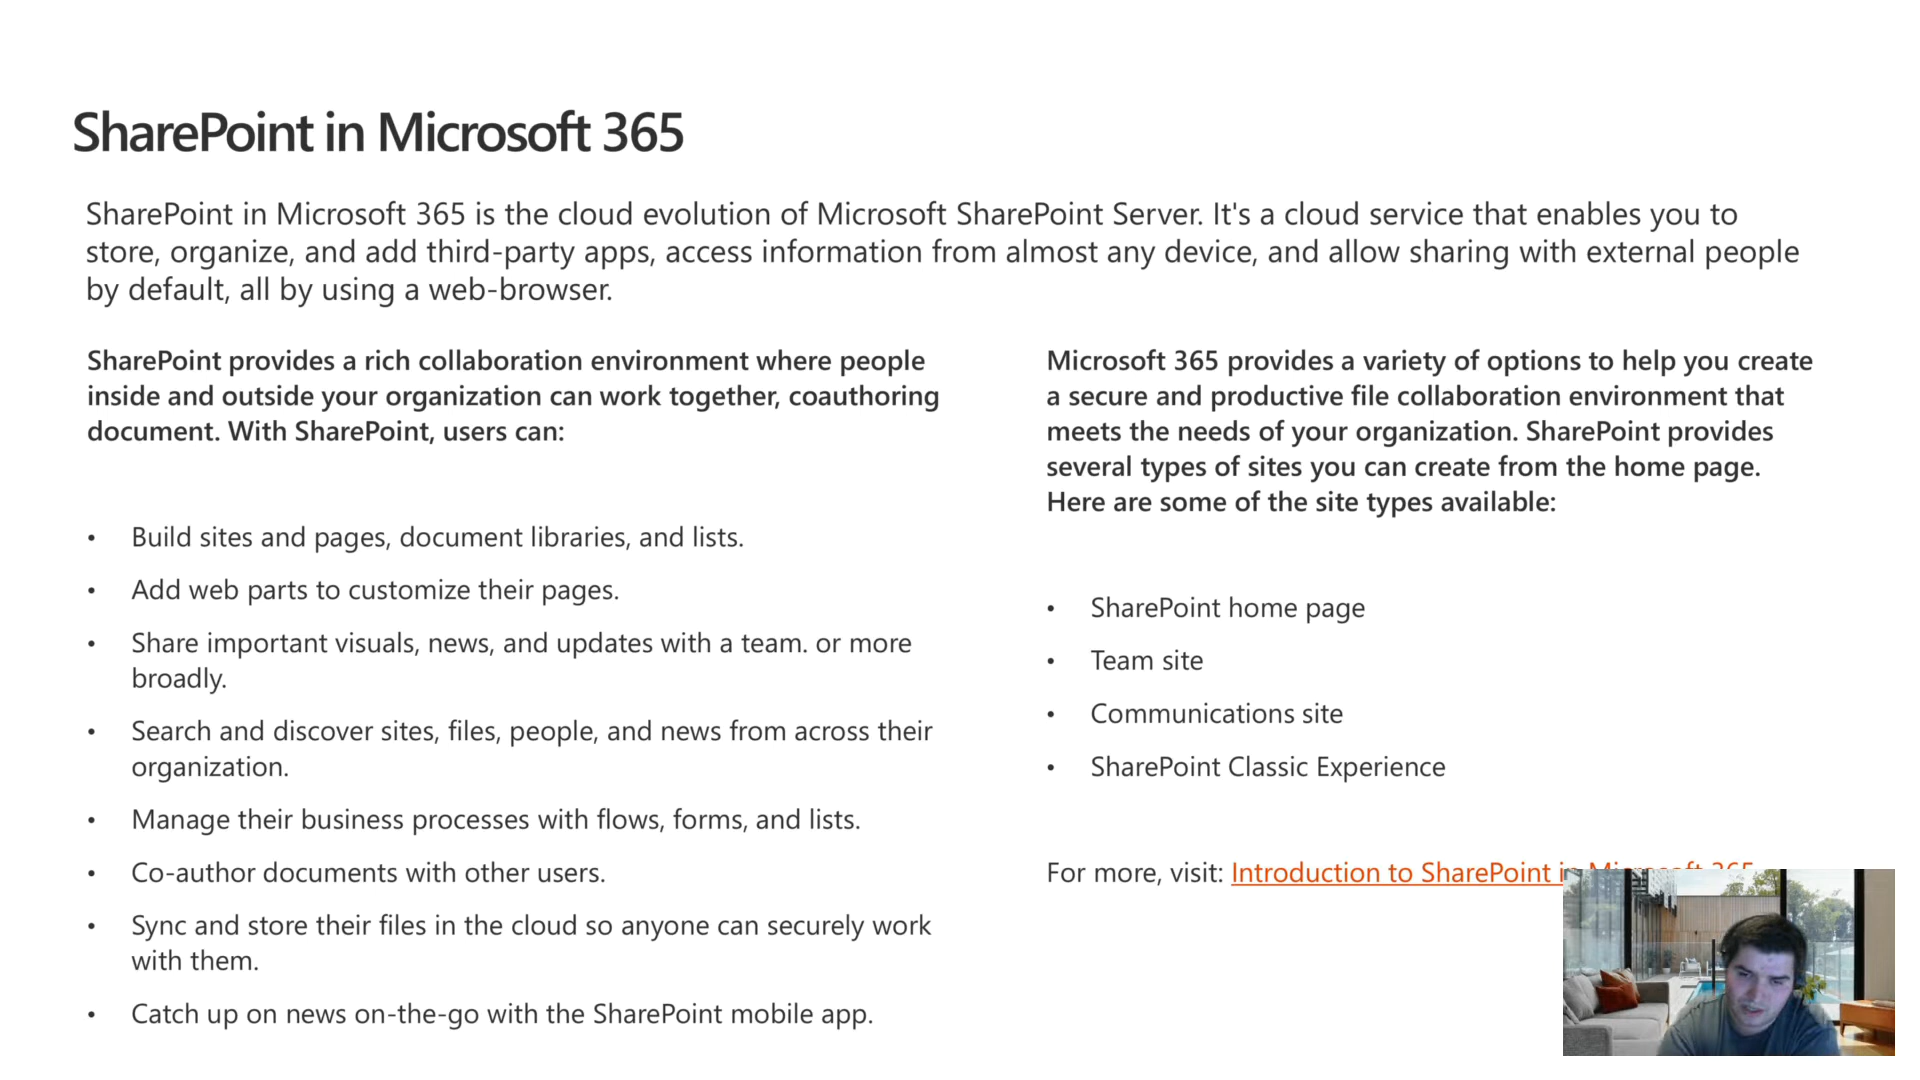 SharePoint in Microsoft 365
SharePoint in Microsoft 365 is the cloud evolution of Microsoft SharePoint Server. It's a cloud service that enables you to
store, organize, and add third-party apps, access information from almost any device, and allow sharing with external people
by default, all by using a web-browser.
SharePoint provides a rich collaboration environment where people
inside and outside your organization can work together, coauthoring
document. With SharePoint, users can:
• Build sites and pages, document libraries, and lists.
• Add web parts to customize their pages.
• Share important visuals, news, and updates with a team. or more
broadly.
• Search and discover sites, files, people, and news from across their
organization.
• Manage their business processes with flows, forms, and lists.
• Co-author documents with other users.
• Sync and store their files in the cloud so anyone can securely work
with them.
• Catch up on news on-the-go with the SharePoint mobile app.
Microsoft 365 provides a variety of options to help you create
a secure and productive file collaboration environment that
meets the needs of your organization. SharePoint provides
several types of sites you can create from the home page.
Here are some of the site types available:
• SharePoint home page
• Team site
• Communications site
• SharePoint Classic Experience
For more, visit: Introduction to SharePoint in Microsoft 365